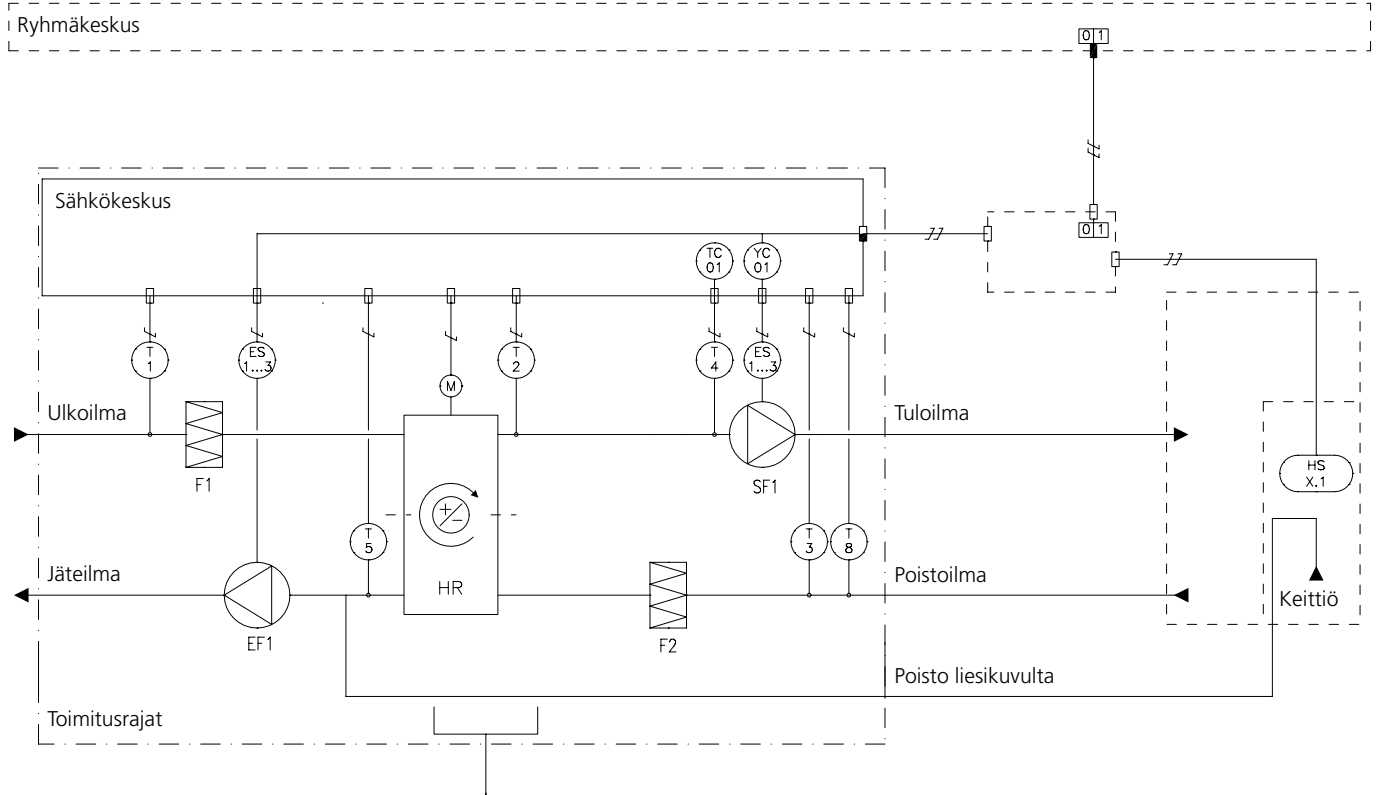 Ryhmäkeskus
0 1
Sähkökeskus
0 1
TC
01
YC
01
T
1
ES
1...3
T
2
T
4
ES
1...3
M
Ulkoilma
Tuloilma
F1
SF1
HS
X.1
+
-
T
5
T
3
T
8
Jäteilma
HR
Poistoilma
Keittiö
EF1
F2
Poisto liesikuvulta
Toimitusrajat